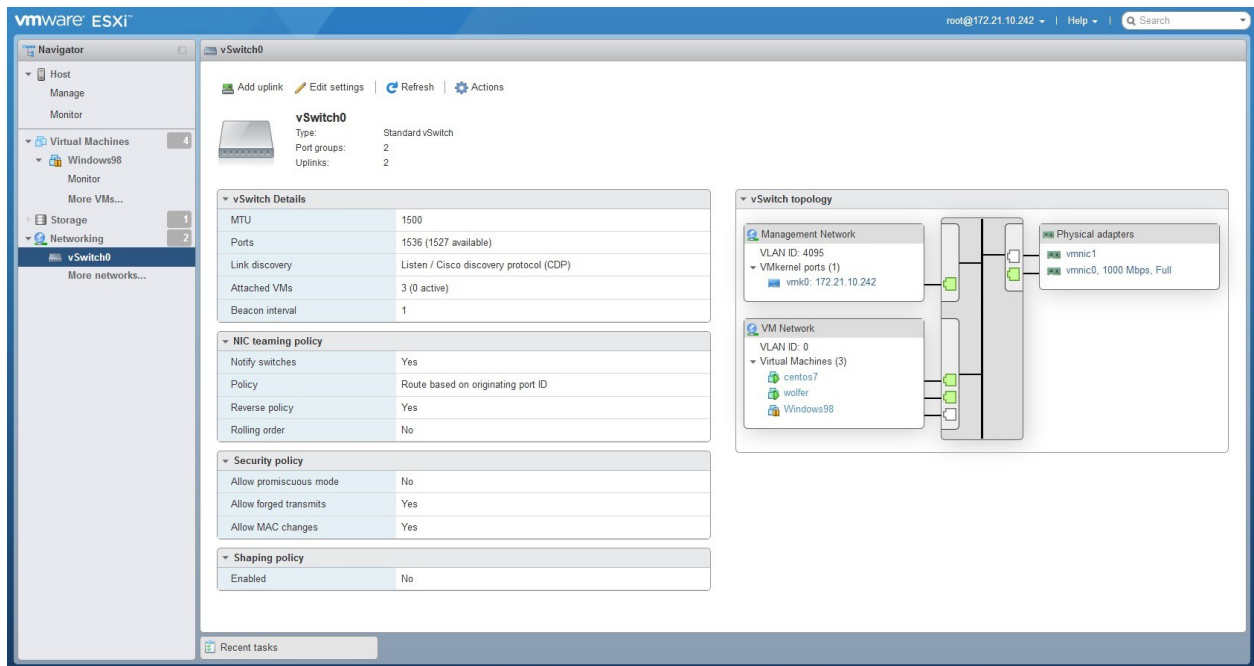 vmware ESXi™
root@172.21.10.242 | Help | Search
Navigator
Host
Manage
Monitor
Virtual Machines 4
Windows98
Monitor
More VMs...
Storage 1
Networking 2
vSwitch0
More networks...
vSwitch0
Add uplink Edit settings | Refresh | Actions
vSwitch0
Type: Standard vSwitch
Port groups: 2
Uplinks: 2
vSwitch Details
MTU 1500
Ports 1536 (1527 available)
Link discovery Listen / Cisco discovery protocol (CDP)
Attached VMs 3 (0 active)
Beacon interval 1
NIC teaming policy
Notify switches Yes
Policy Route based on originating port ID
Reverse policy Yes
Rolling order No
Security policy
Allow promiscuous mode No
Allow forged transmits Yes
Allow MAC changes Yes
Shaping policy
Enabled No
vSwitch topology
Management Network
VLAN ID: 4095
VMkernel ports (1)
vmk0: 172.21.10.242
VM Network
VLAN ID: 0
Virtual Machines (3)
centos7
wolfer
Windows98
Physical adapters
vmnic1
vmnic0, 1000 Mbps, Full
Recent tasks